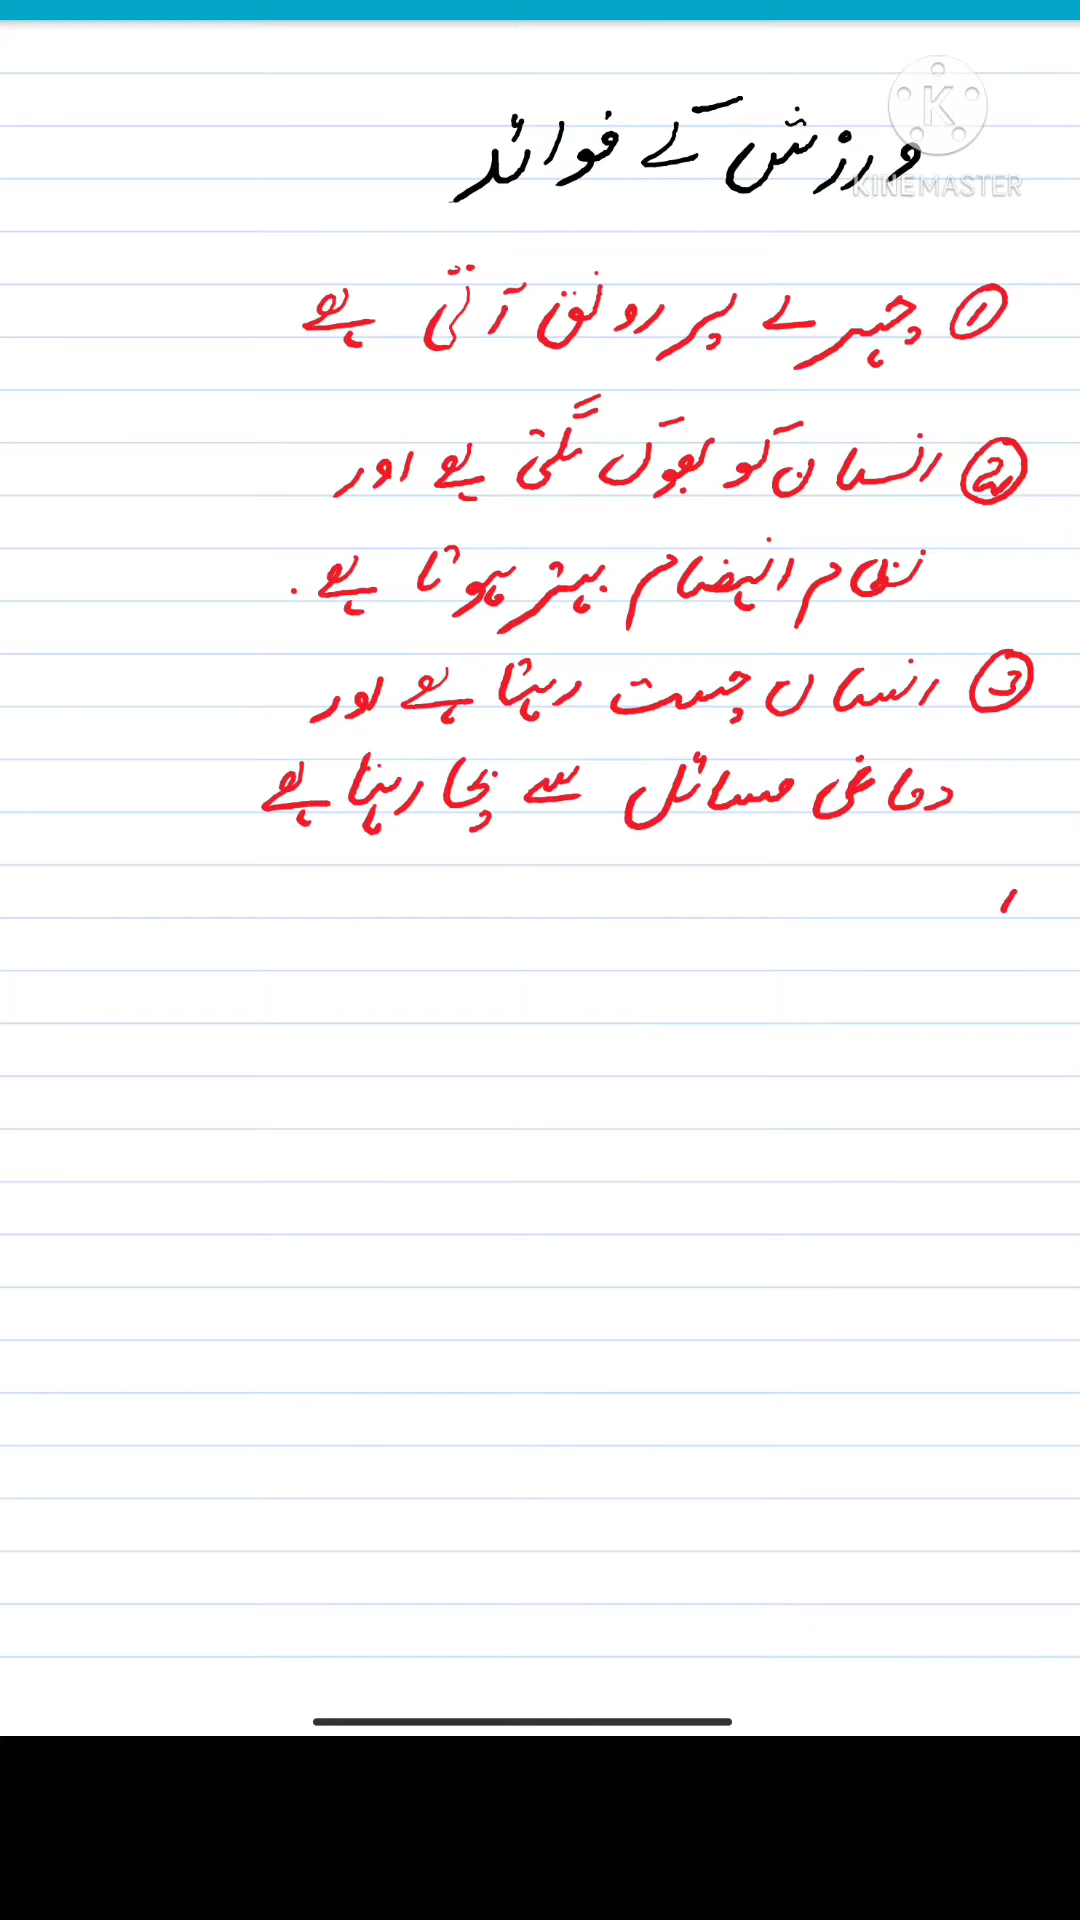 ورزش کے فوائد
KINEMASTER
① چہرے پر رونق آتی ہے
② انسان کو بھوک لگتی ہے اور
نظام انہضام بہتر ہوتا ہے.
③ انسان چست رہتا ہے اور
دماغی مسائل سے بچا رہتا ہے